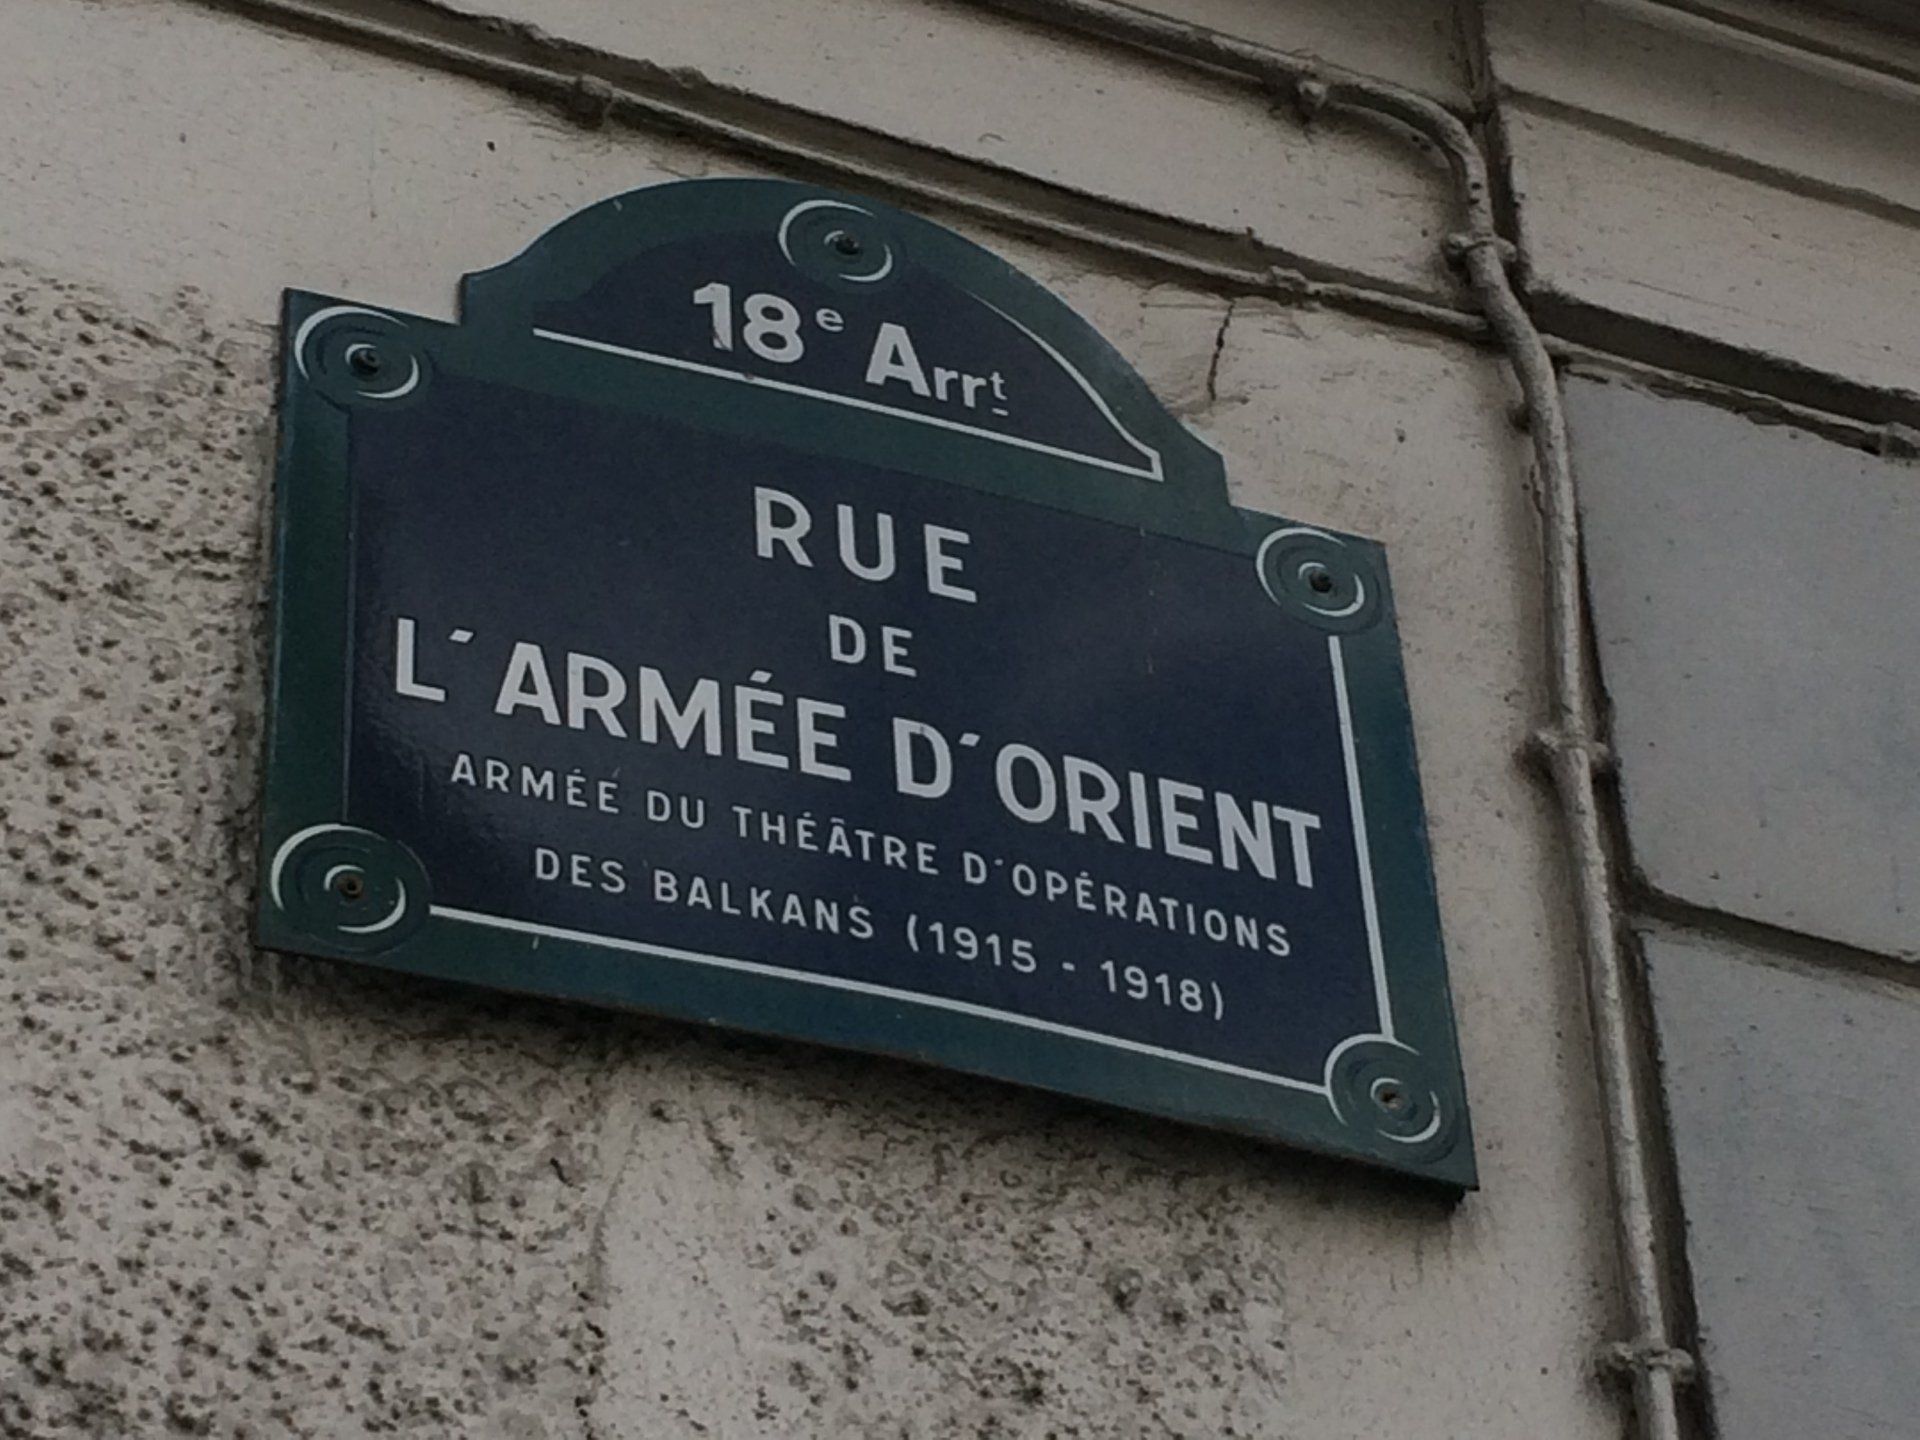 18e Arrt
RUE
DE
L'ARMÉE D'ORIENT
ARMÉE DU THÉÂTRE D'OPÉRATIONS
DES BALKANS (1915 - 1918)